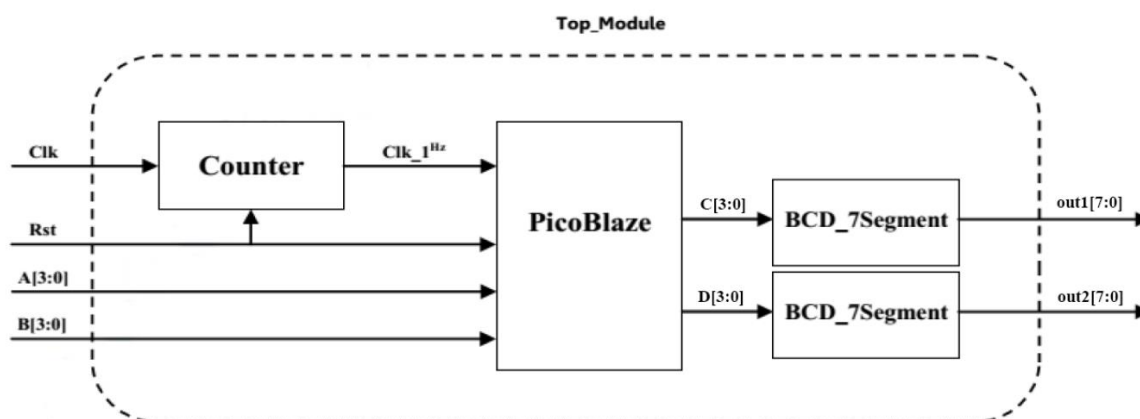 Top_Module
Clk
Counter
Clk_1Hz
Rst
A[3:0]
B[3:0]
PicoBlaze
C[3:0]
BCD_7Segment
out1[7:0]
D[3:0]
BCD_7Segment
out2[7:0]